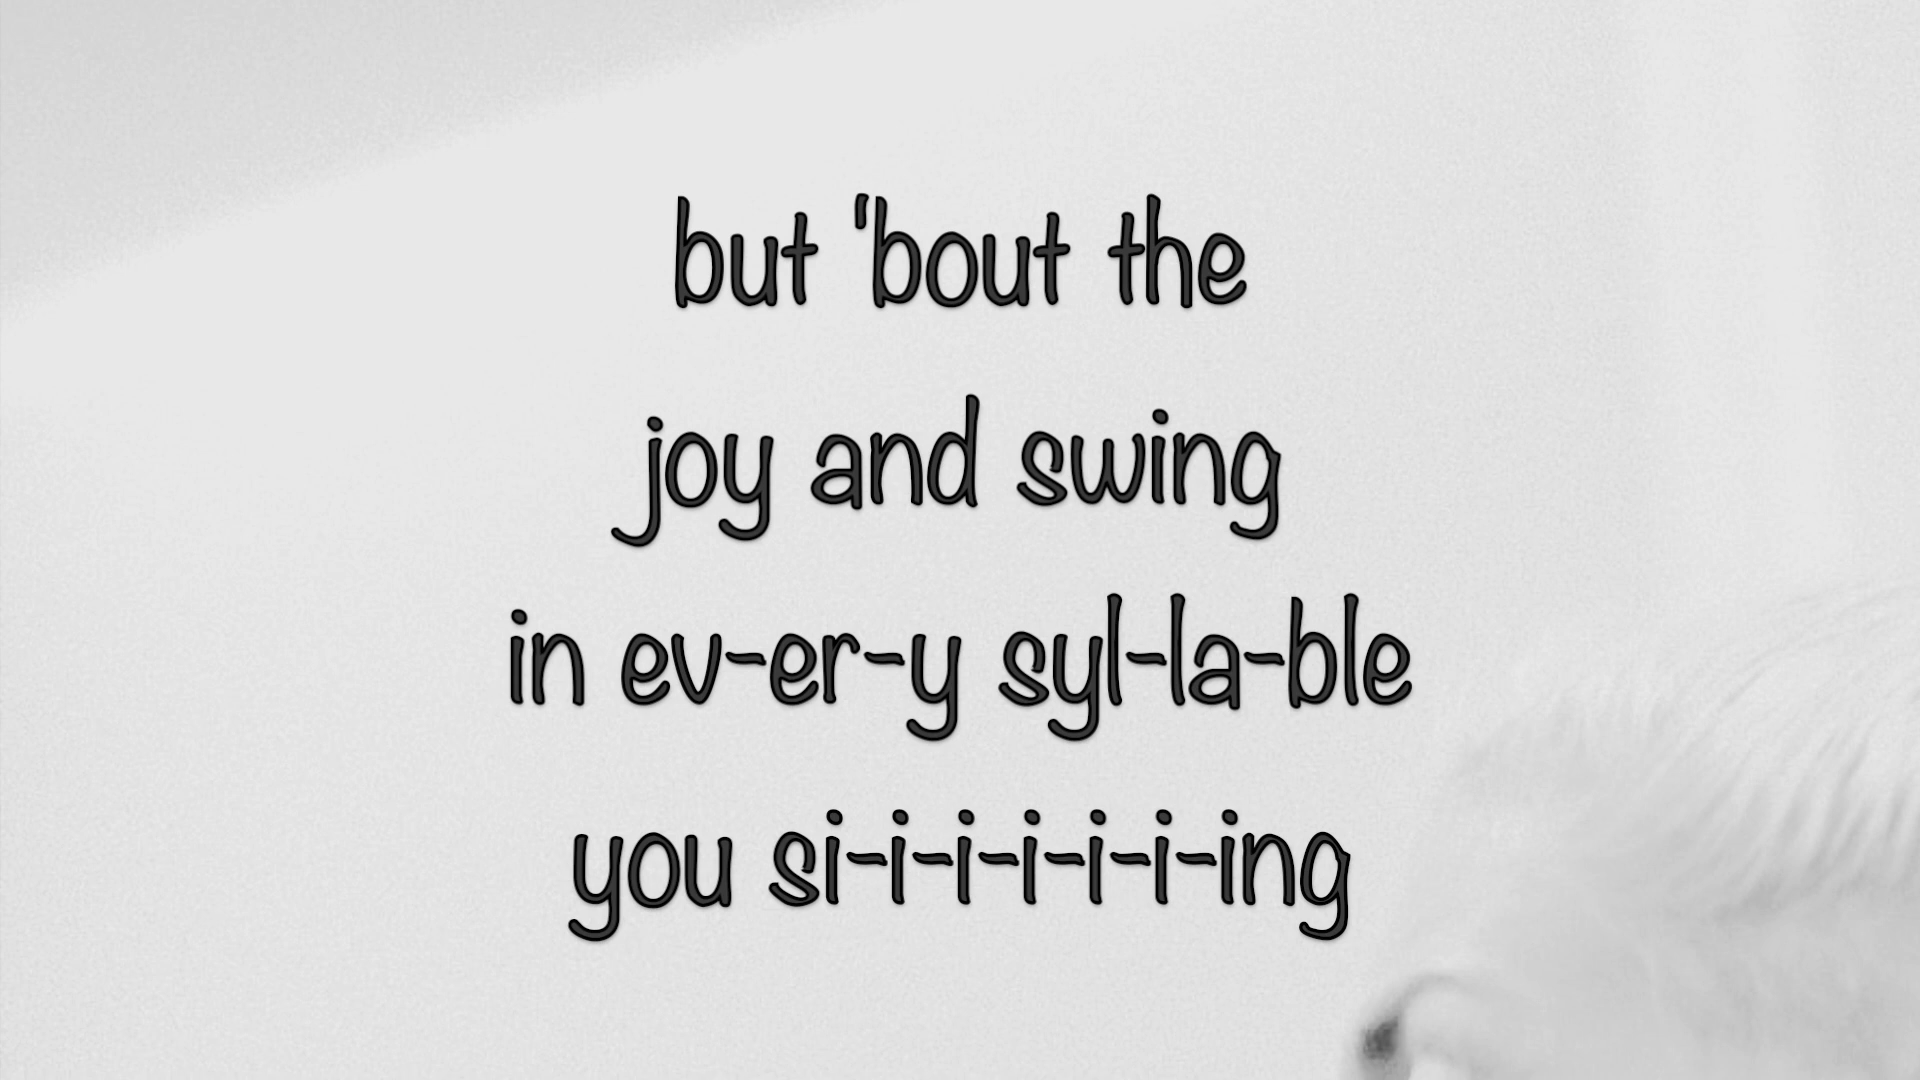 but 'bout the
joy and swing
in ev-er-y syl-la-ble
you si-i-i-i-i-i-ing